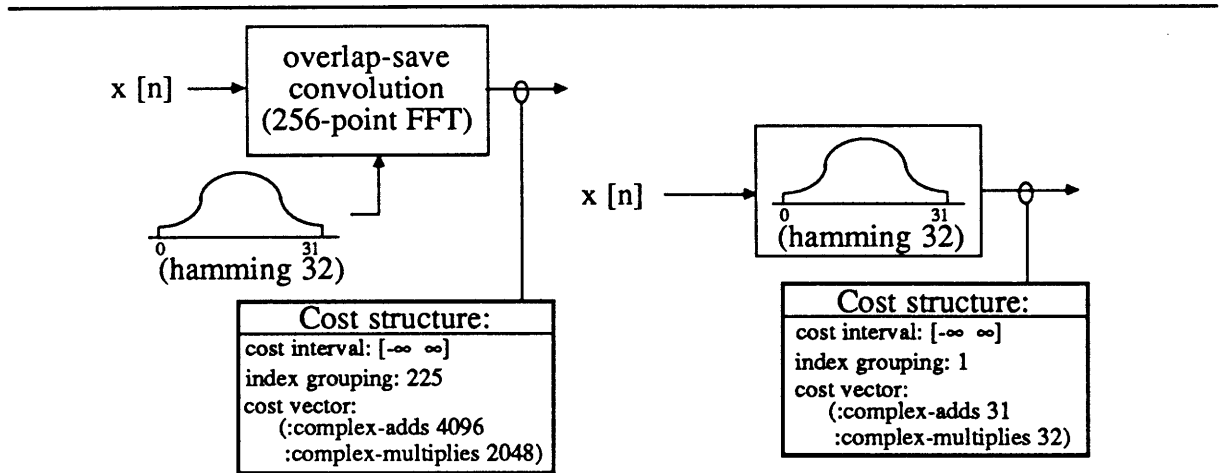 x [n]
overlap-save
convolution
(256-point FFT)
0 31
(hamming 32)
Cost structure:
cost interval: [-∞ ∞]
index grouping: 225
cost vector:
(:complex-adds 4096
:complex-multiplies 2048)
x [n]
0 31
(hamming 32)
Cost structure:
cost interval: [-∞ ∞]
index grouping: 1
cost vector:
(:complex-adds 31
:complex-multiplies 32)